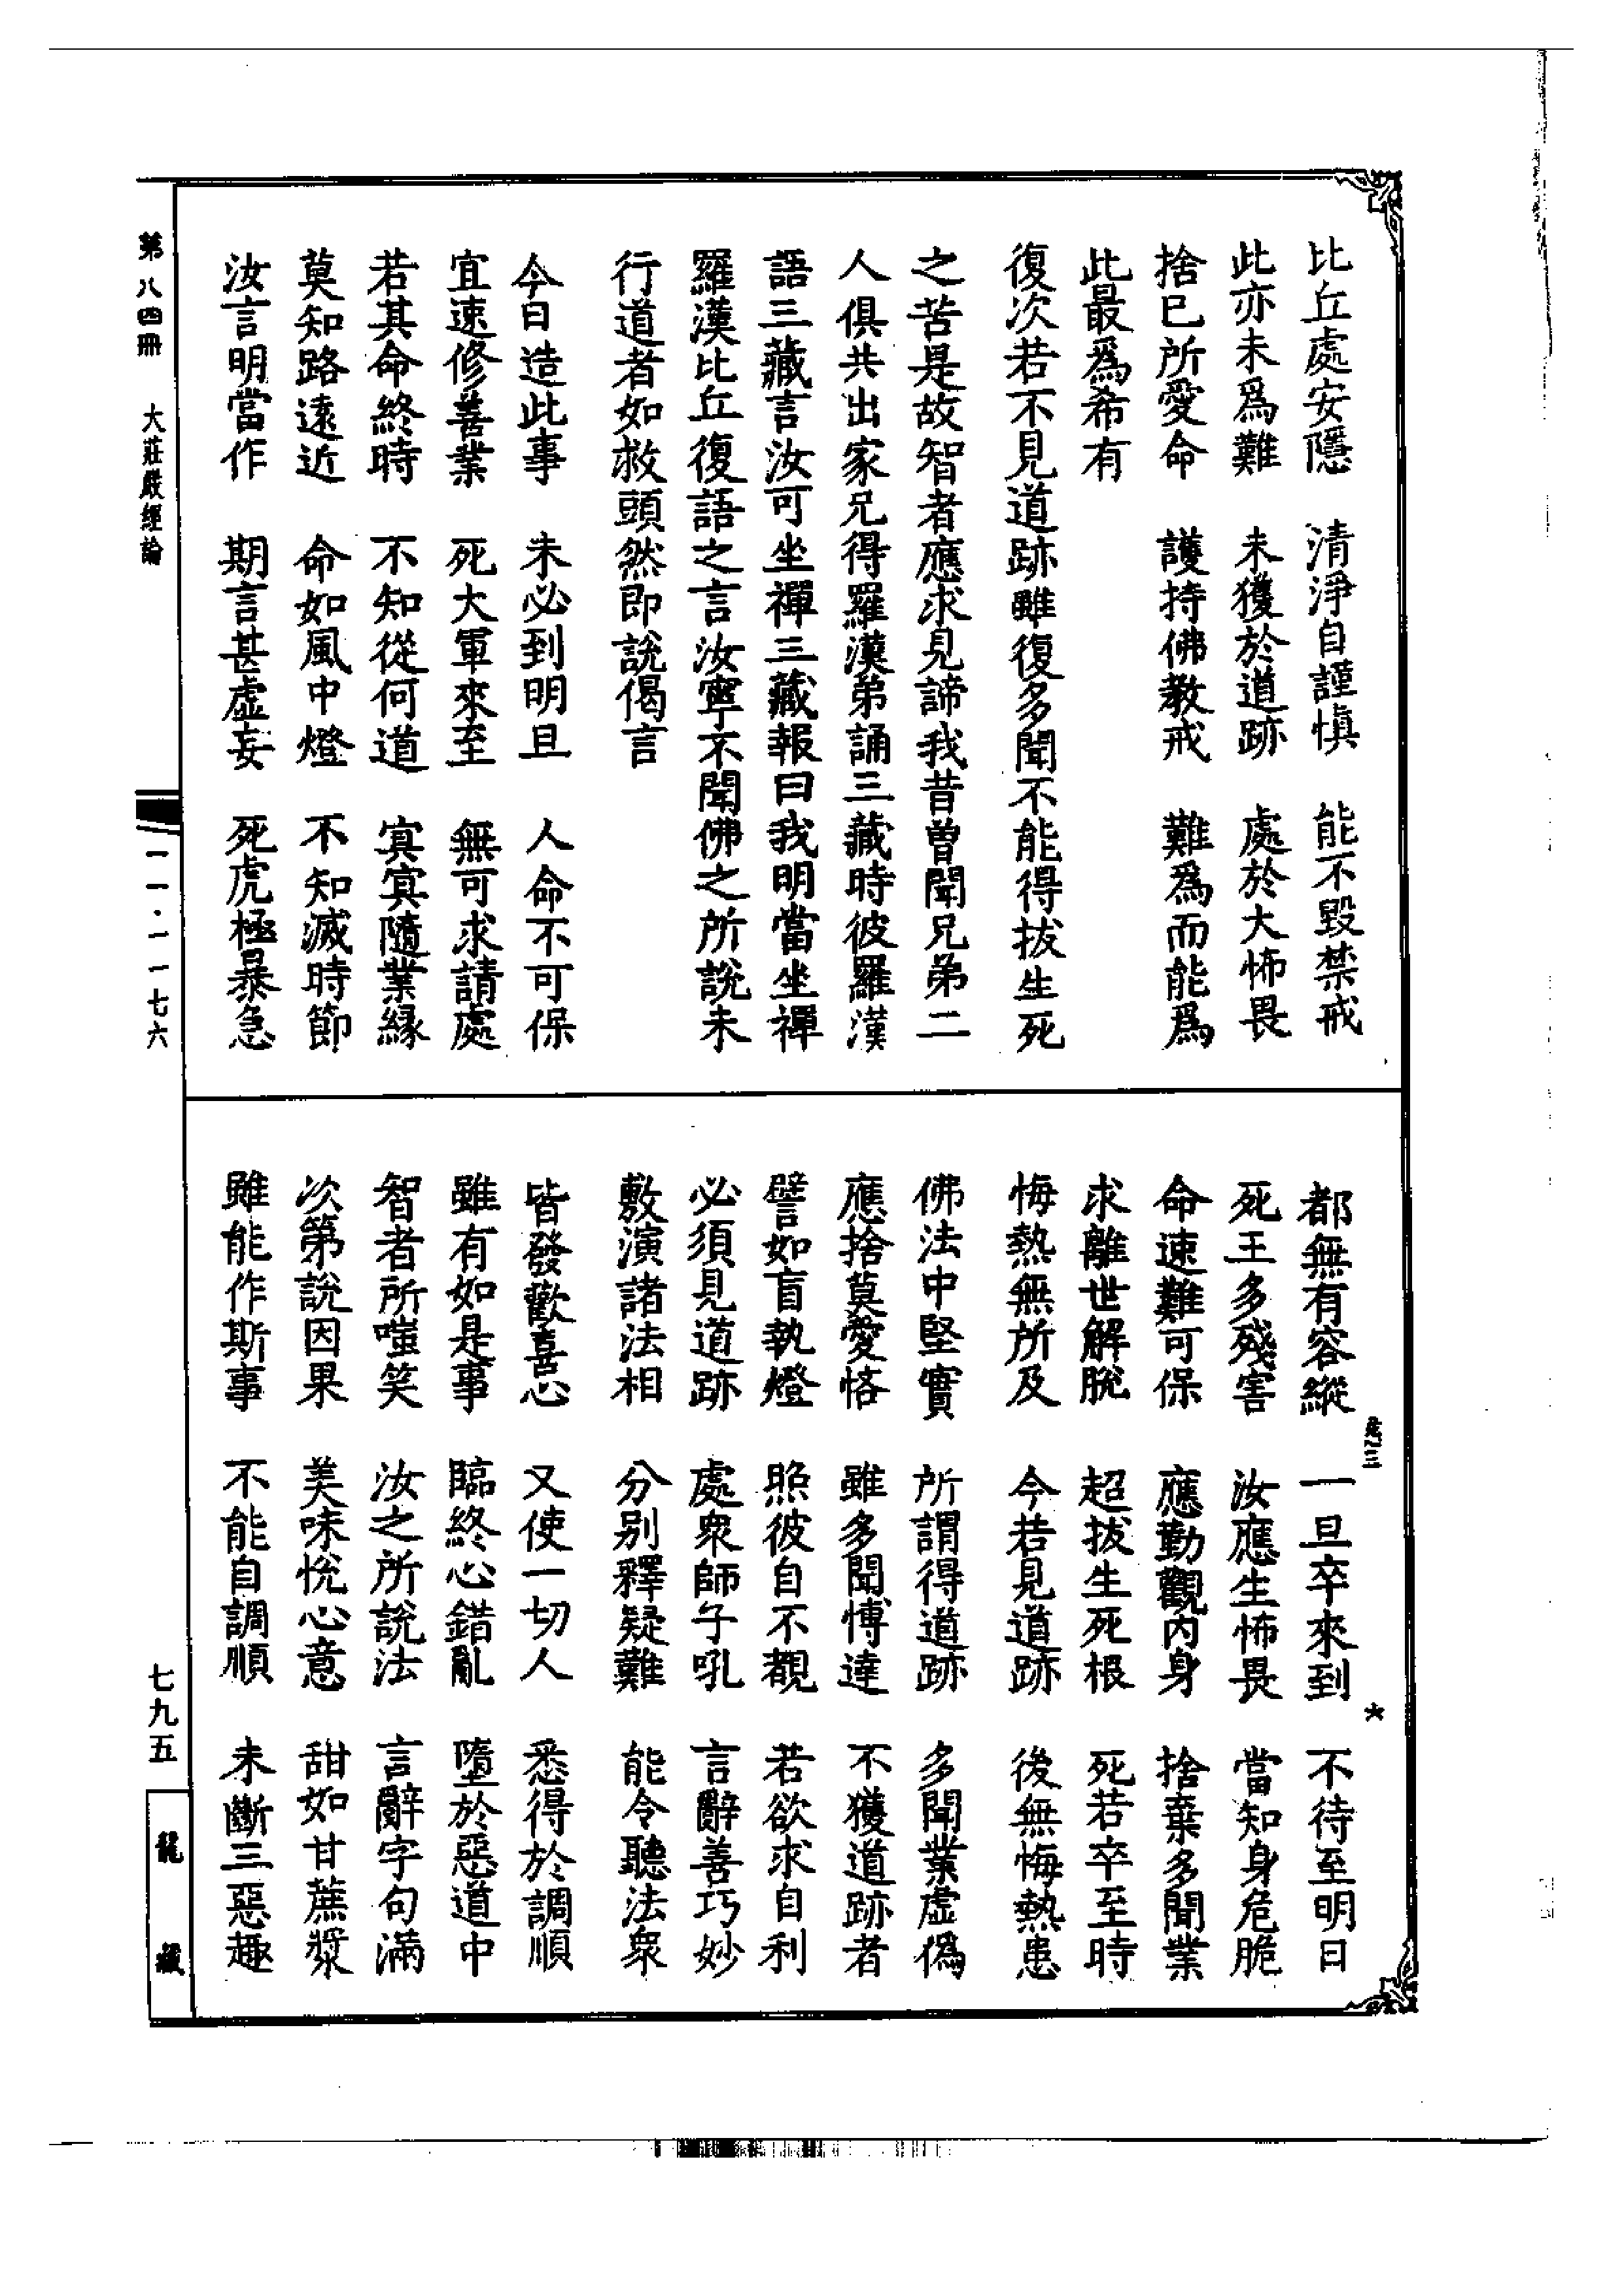 比丘處安隱　清淨自謹慎　能不毀禁戒
此亦未爲難　未獲於道跡　處於大怖畏
捨已所愛命　護持佛教戒　難爲而能爲
此最爲希有
復次若不見道跡雖復多聞不能得拔生死
之苦是故智者應求見諦我昔曽聞兄弟二
人俱共出家兄得羅漢弟誦三藏時彼羅漢
語三藏言汝可坐禪三藏報曰我明當坐禪
羅漢比丘復語之言汝寧不聞佛之所說未
行道者如救頭然即說偈言
今日造此事　未必到明旦　人命不可保
宜速修善業　死大軍來至　無可求請處
若其命終時　不知從何道　寘寘隨業緣
莫知路遠近　命如風中燈　不知滅時節
汝言明當作　期言甚虛妄　死虎極暴急
都無有容縱　一旦卒來到　不待至明日
死王多殘害　汝應生怖畏　當知身危脆
命速難可保　應勤觀內身　捨棄多聞業
求離世解脫　超拔生死根　死若卒至時
悔熱無所及　今若見道跡　後無悔熱患
佛法中堅實　所謂得道跡　多聞業虛僞
應捨莫愛悋　雖多聞博達　不獲道跡者
譬如盲執燈　照彼自不覩　若欲求自利
必須見道跡　處衆師子吼　言辭善巧妙
敷演諸法相　分別釋疑難　能令聽法衆
皆發歡喜心　又使一切人　悉得於調順
雖有如是事　臨終心錯亂　墮於惡道中
智者所嗤笑　汝之所說法　言辭字句滿
次第說因果　美味恱心意　甜如甘蔗漿
雖能作斯事　不能自調順　未斷三惡趣
第八四冊　大莊嚴經論
一一·一一七六
七九五
龍藏
*